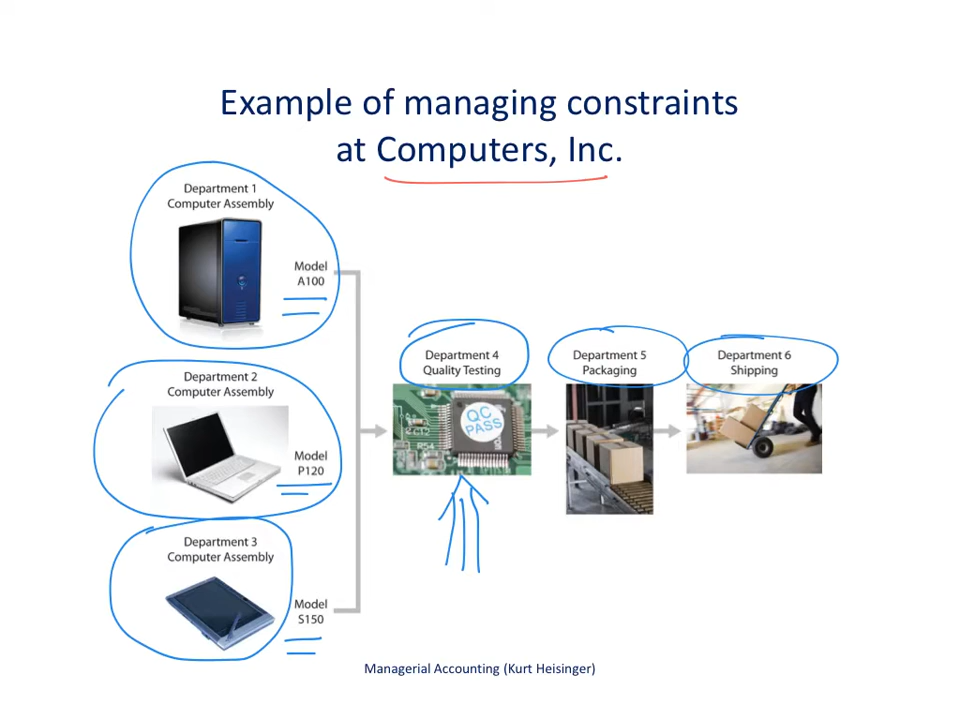 Example of managing constraints
at Computers, Inc.
Department 1
Computer Assembly
Model
A100
Department 2
Computer Assembly
Model
P120
Department 3
Computer Assembly
Model
S150
Department 4
Quality Testing
QC
PASS
R54
Department 5
Packaging
Department 6
Shipping
Managerial Accounting (Kurt Heisinger)